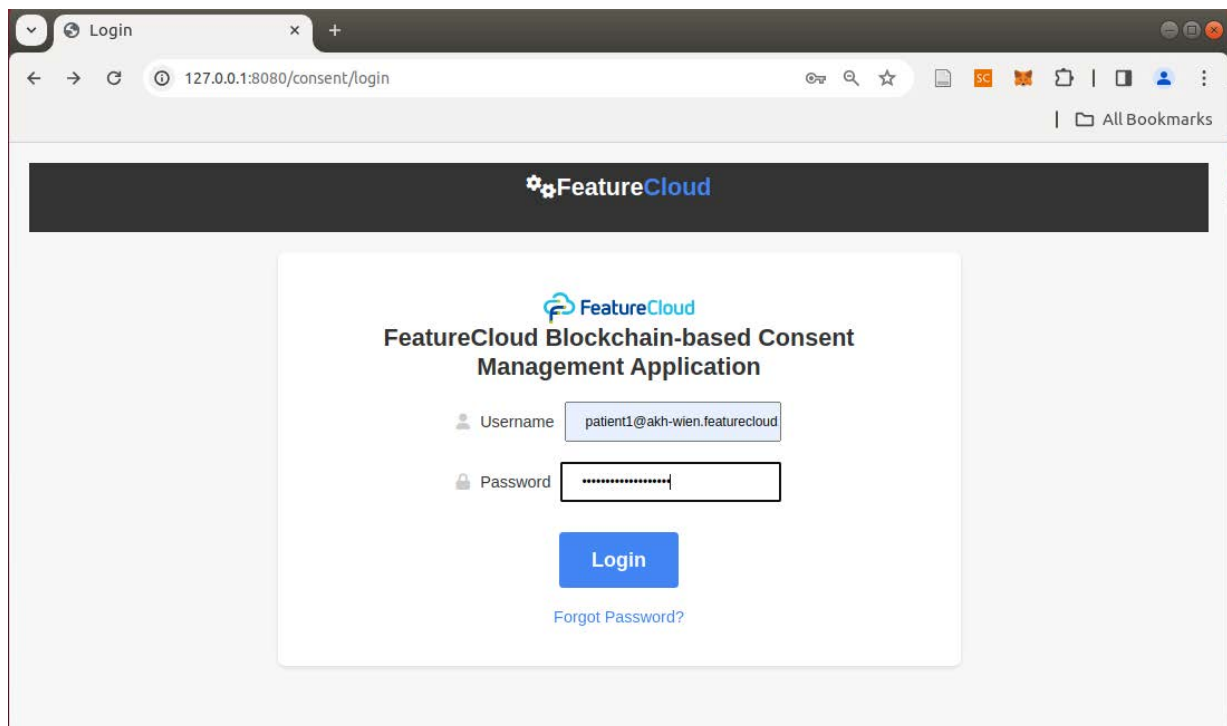 Login
127.0.0.1:8080/consent/login
SC
All Bookmarks
FeatureCloud
FeatureCloud
FeatureCloud Blockchain-based Consent
Management Application
Username patient1@akh-wien.featurecloud
Password ••••••••••••••••••••
Login
Forgot Password?